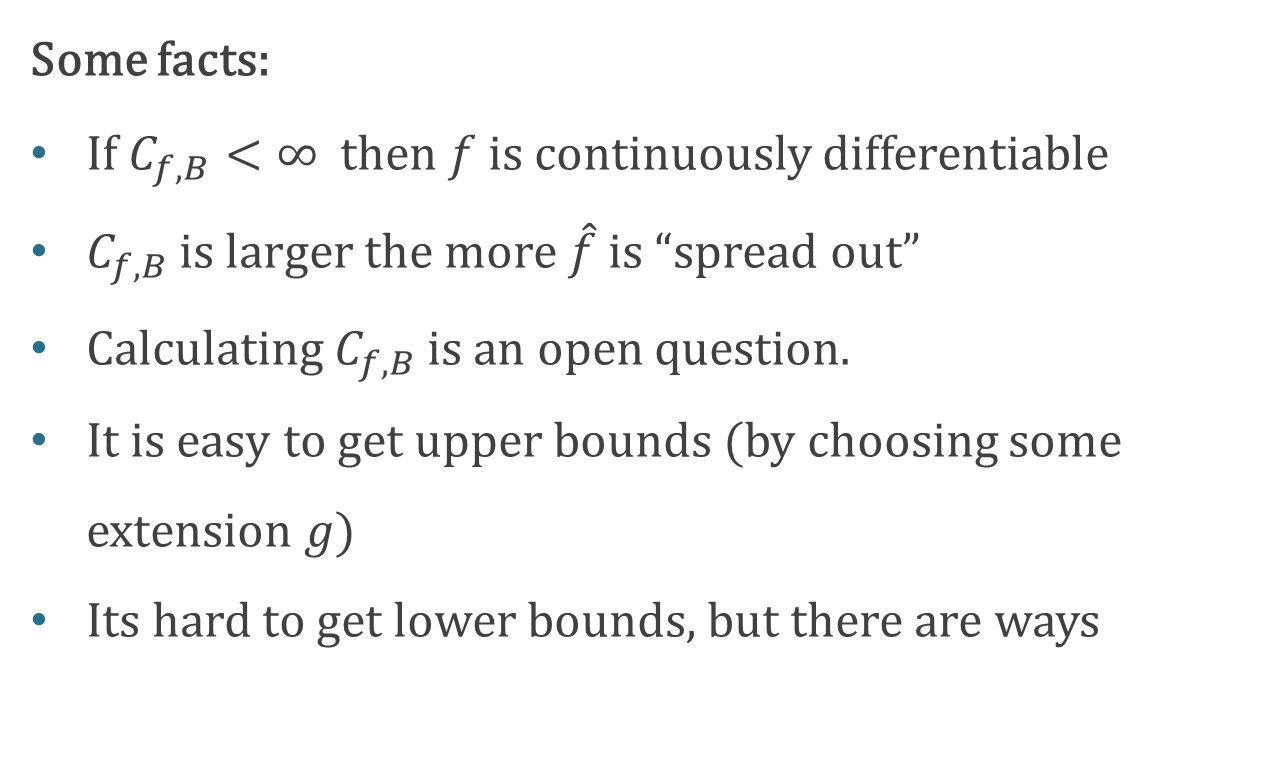 Some facts:
• If C_{f,B} < ∞ then f is continuously differentiable
• C_{f,B} is larger the more f̂ is “spread out”
• Calculating C_{f,B} is an open question.
• It is easy to get upper bounds (by choosing some
extension g)
• Its hard to get lower bounds, but there are ways